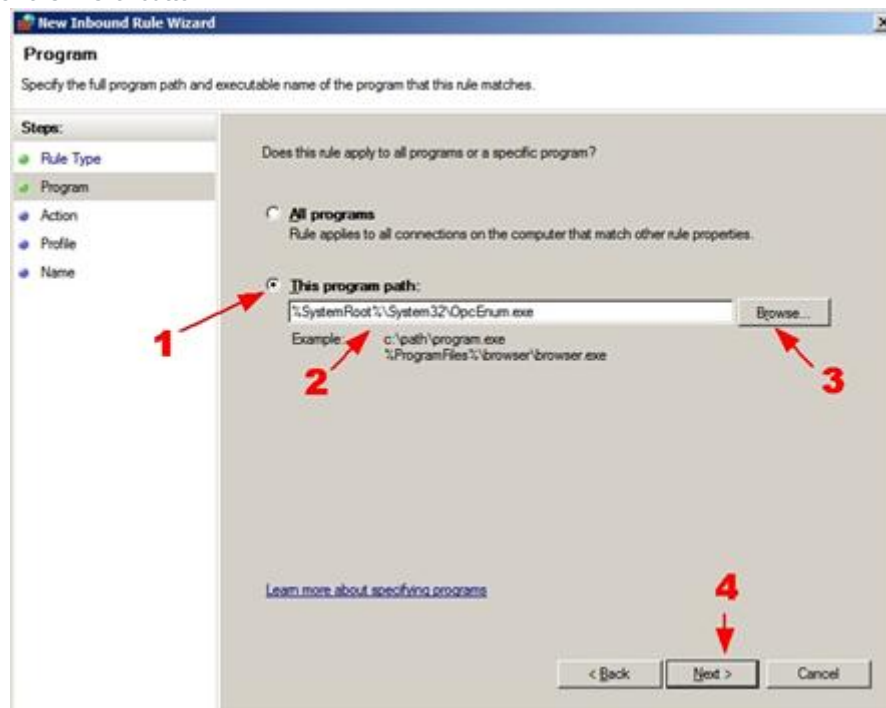 New Inbound Rule Wizard
Program
Specify the full program path and executable name of the program that this rule matches.
Steps:
Rule Type
Program
Action
Profile
Name
Does this rule apply to all programs or a specific program?
All programs
Rule applies to all connections on the computer that match other rule properties.
This program path:
%SystemRoot%\System32\OpcEnum.exe
Browse...
Example:
c:\path\program.exe
%ProgramFiles%\browser\browser.exe
1
2
3
Learn more about specifying programs
4
< Back
Next >
Cancel